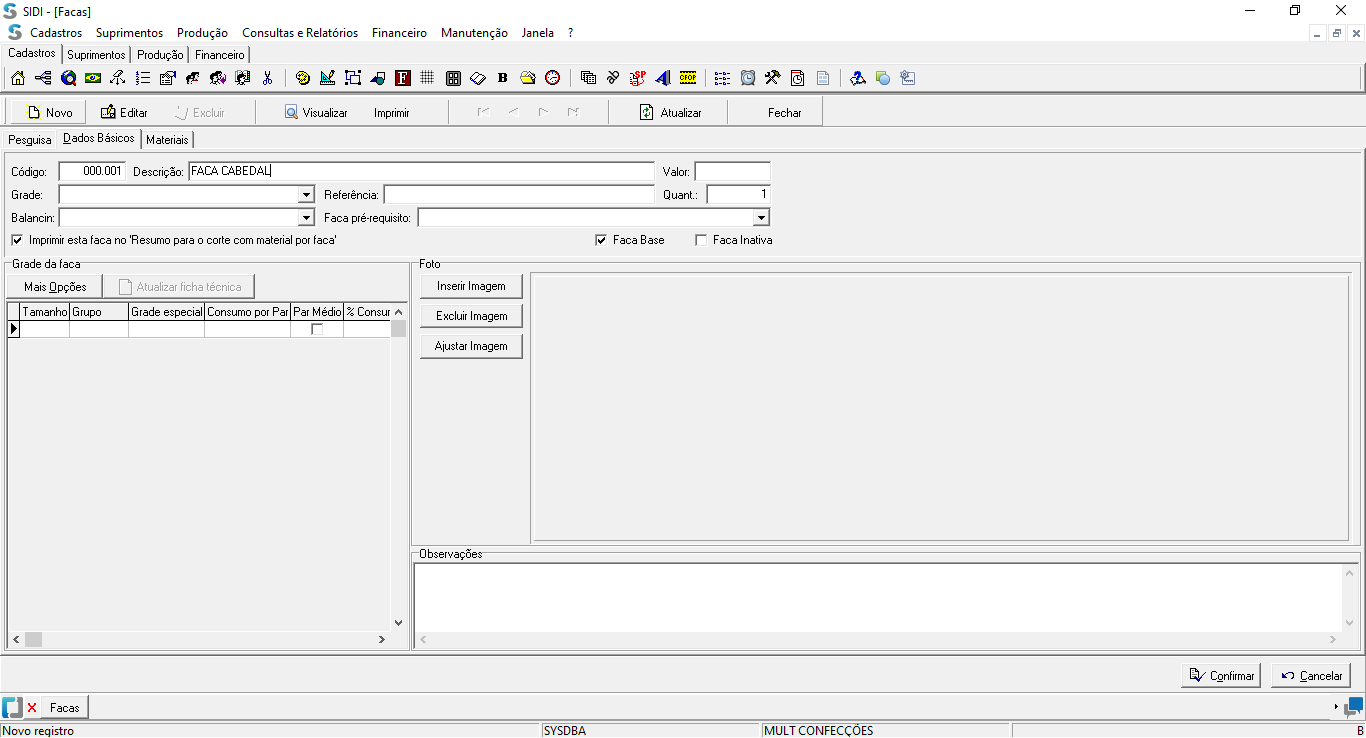 SIDI - [Facas]
Cadastros Suprimentos Produção Consultas e Relatórios Financeiro Manutenção Janela ?
Cadastros Suprimentos Produção Financeiro
B F SP CFOP
Novo Editar Excluir Visualizar Imprimir Atualizar Fechar
Pesquisa Dados Básicos Materiais
Código: 000.001 Descrição: FACA CABEDAL Valor:
Grade: Referência: Quant.: 1
Balancin: Faca pré-requisito:
Imprimir esta faca no 'Resumo para o corte com material por faca' Faca Base Faca Inativa
Grade da faca
Mais Opções Atualizar ficha técnica
Tamanho Grupo Grade especial Consumo por Par Par Médio % Consur
Foto
Inserir Imagem
Excluir Imagem
Ajustar Imagem
Observações
Confirmar Cancelar
Facas
Novo registro SYSDBA MULT CONFECÇÕES B